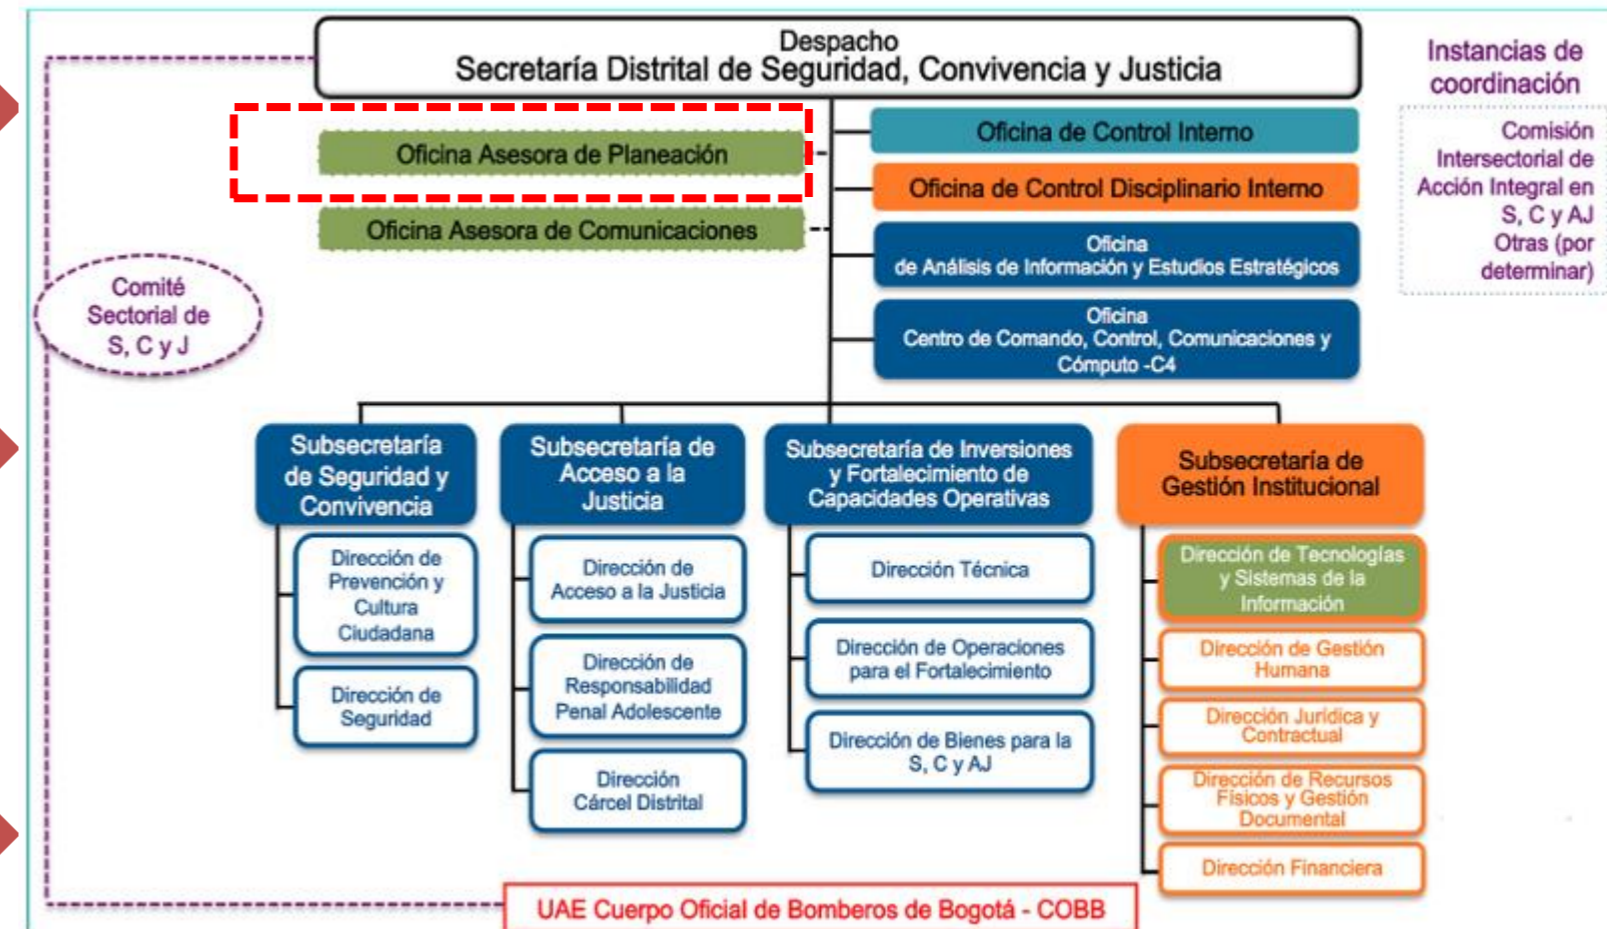 Despacho
Secretaría Distrital de Seguridad, Convivencia y Justicia
Instancias de
coordinación
Comisión
Intersectorial de
Acción Integral en
S, C y AJ
Otras (por
determinar)
Oficina Asesora de Planeación
Oficina Asesora de Comunicaciones
Oficina de Control Interno
Oficina de Control Disciplinario Interno
Oficina
de Análisis de Información y Estudios Estratégicos
Oficina
Centro de Comando, Control, Comunicaciones y
Cómputo -C4
Comité
Sectorial de
S, C y J
Subsecretaría
de Seguridad y
Convivencia
Dirección de
Prevención y
Cultura
Ciudadana
Dirección de
Seguridad
Subsecretaría de
Acceso a la
Justicia
Dirección de
Acceso a la Justicia
Dirección de
Responsabilidad
Penal Adolescente
Dirección
Cárcel Distrital
Subsecretaría de Inversiones
y Fortalecimiento de
Capacidades Operativas
Dirección Técnica
Dirección de Operaciones
para el Fortalecimiento
Dirección de Bienes para la
S, C y AJ
Subsecretaría de
Gestión Institucional
Dirección de Tecnologías
y Sistemas de la
Información
Dirección de Gestión
Humana
Dirección Jurídica y
Contractual
Dirección de Recursos
Físicos y Gestión
Documental
Dirección Financiera
UAE Cuerpo Oficial de Bomberos de Bogotá - COBB